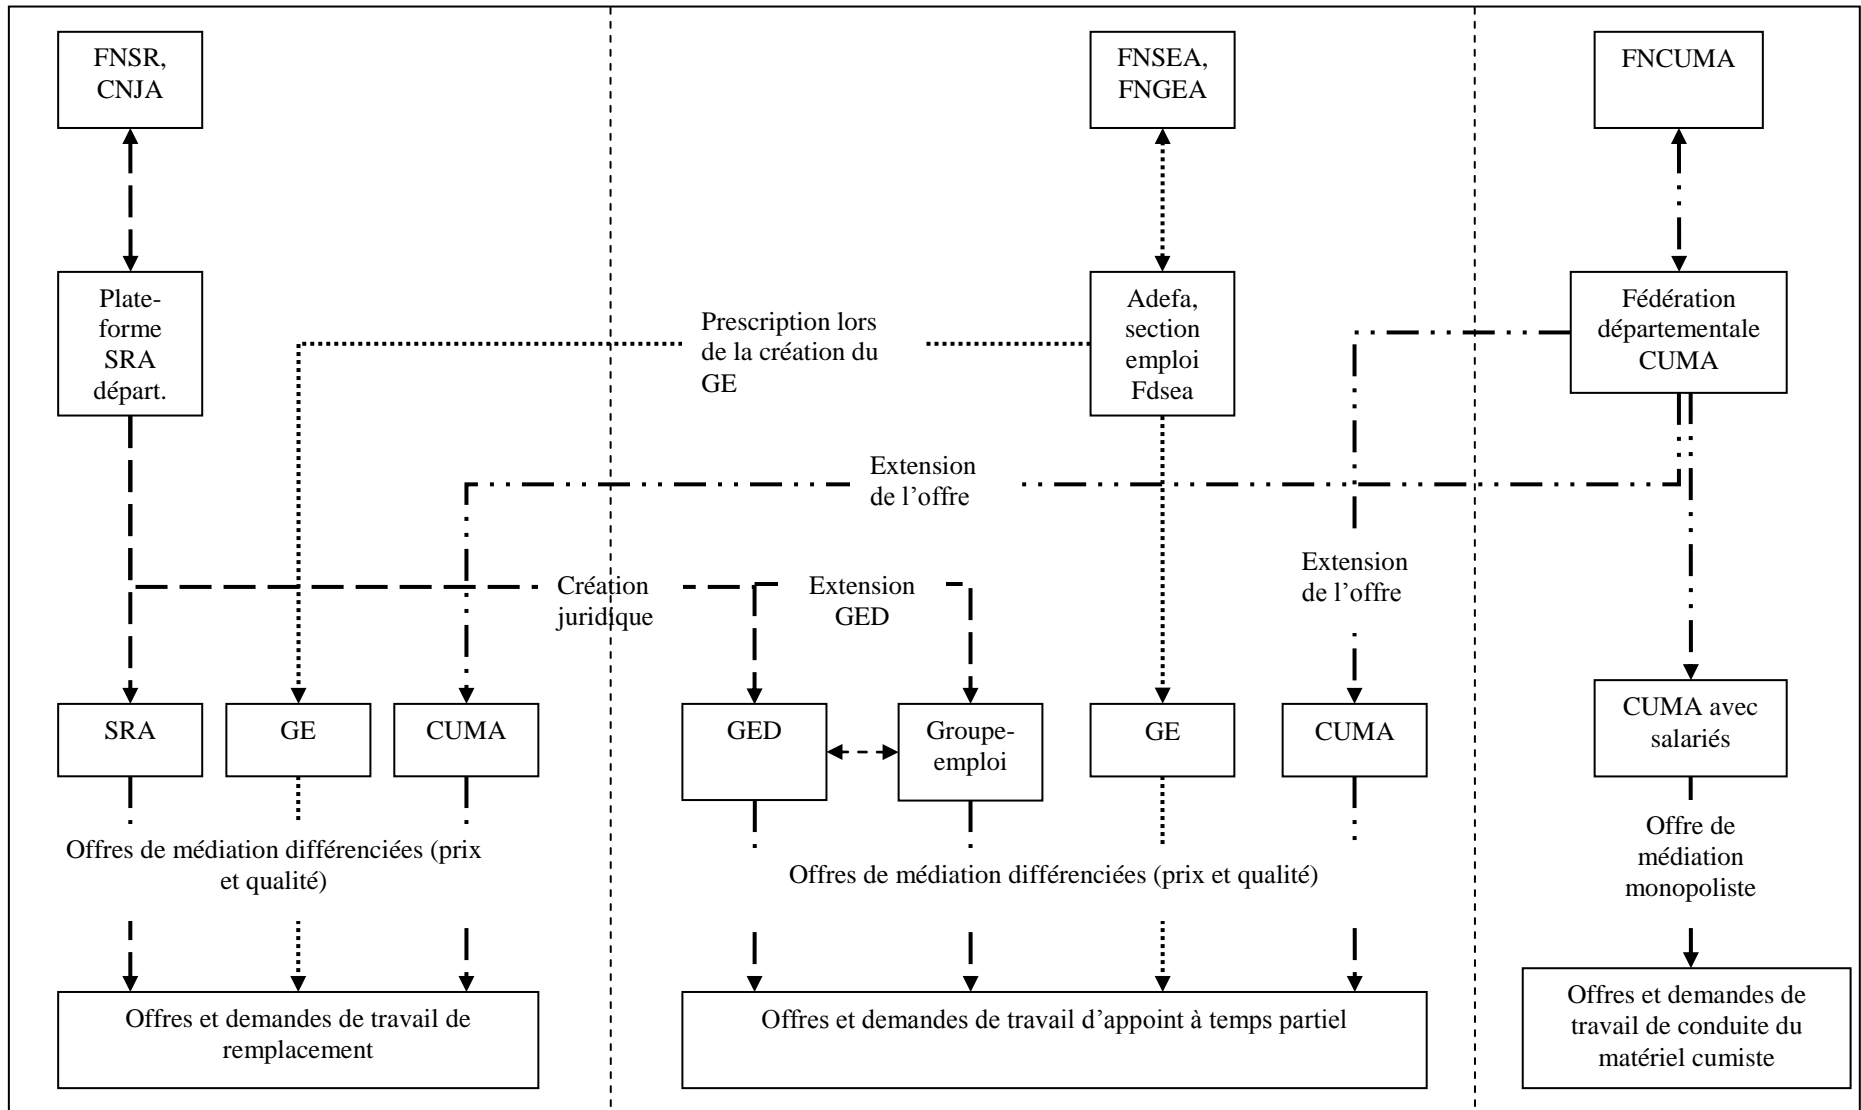 FNSR,
CNJA
FNSEA,
FNGEA
FNCUMA
Plate-
forme
SRA
départ.
Prescription lors
de la création du
GE
Adefa,
section
emploi
Fdsea
Fédération
départementale
CUMA
Extension
de l’offre
Création
juridique
Extension
GED
Extension
de l’offre
SRA
GE
CUMA
GED
Groupe-
emploi
GE
CUMA
CUMA avec
salariés
Offres de médiation différenciées (prix
et qualité)
Offres de médiation différenciées (prix et qualité)
Offre de
médiation
monopoliste
Offres et demandes de travail de
remplacement
Offres et demandes de travail d’appoint à temps partiel
Offres et demandes de
travail de conduite du
matériel cumiste